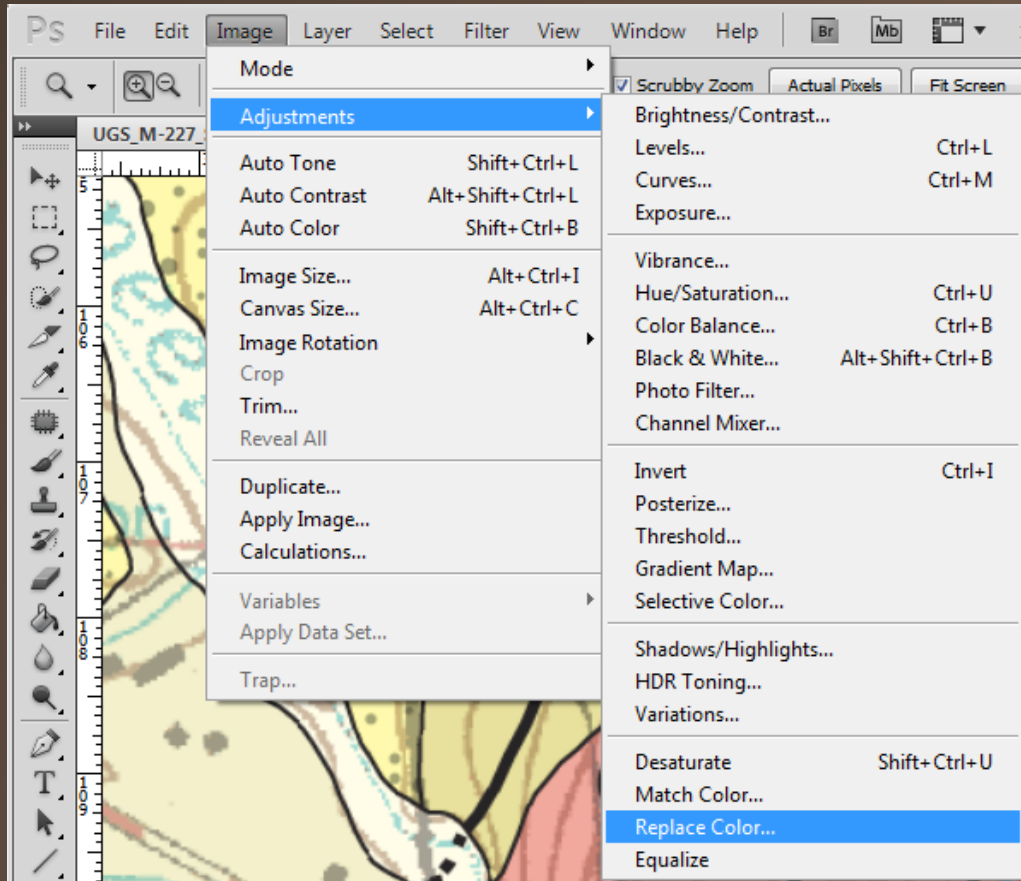 Ps File Edit Image Layer Select Filter View Window Help Br Mb
Scrubby Zoom Actual Pixels Fit Screen
UGS_M-227_
Mode
Adjustments
Auto Tone Shift+Ctrl+L
Auto Contrast Alt+Shift+Ctrl+L
Auto Color Shift+Ctrl+B
Image Size... Alt+Ctrl+I
Canvas Size... Alt+Ctrl+C
Image Rotation
Crop
Trim...
Reveal All
Duplicate...
Apply Image...
Calculations...
Variables
Apply Data Set...
Trap...
Brightness/Contrast...
Levels... Ctrl+L
Curves... Ctrl+M
Exposure...
Vibrance...
Hue/Saturation... Ctrl+U
Color Balance... Ctrl+B
Black & White... Alt+Shift+Ctrl+B
Photo Filter...
Channel Mixer...
Invert Ctrl+I
Posterize...
Threshold...
Gradient Map...
Selective Color...
Shadows/Highlights...
HDR Toning...
Variations...
Desaturate Shift+Ctrl+U
Match Color...
Replace Color...
Equalize
5
106
107
108
109
T